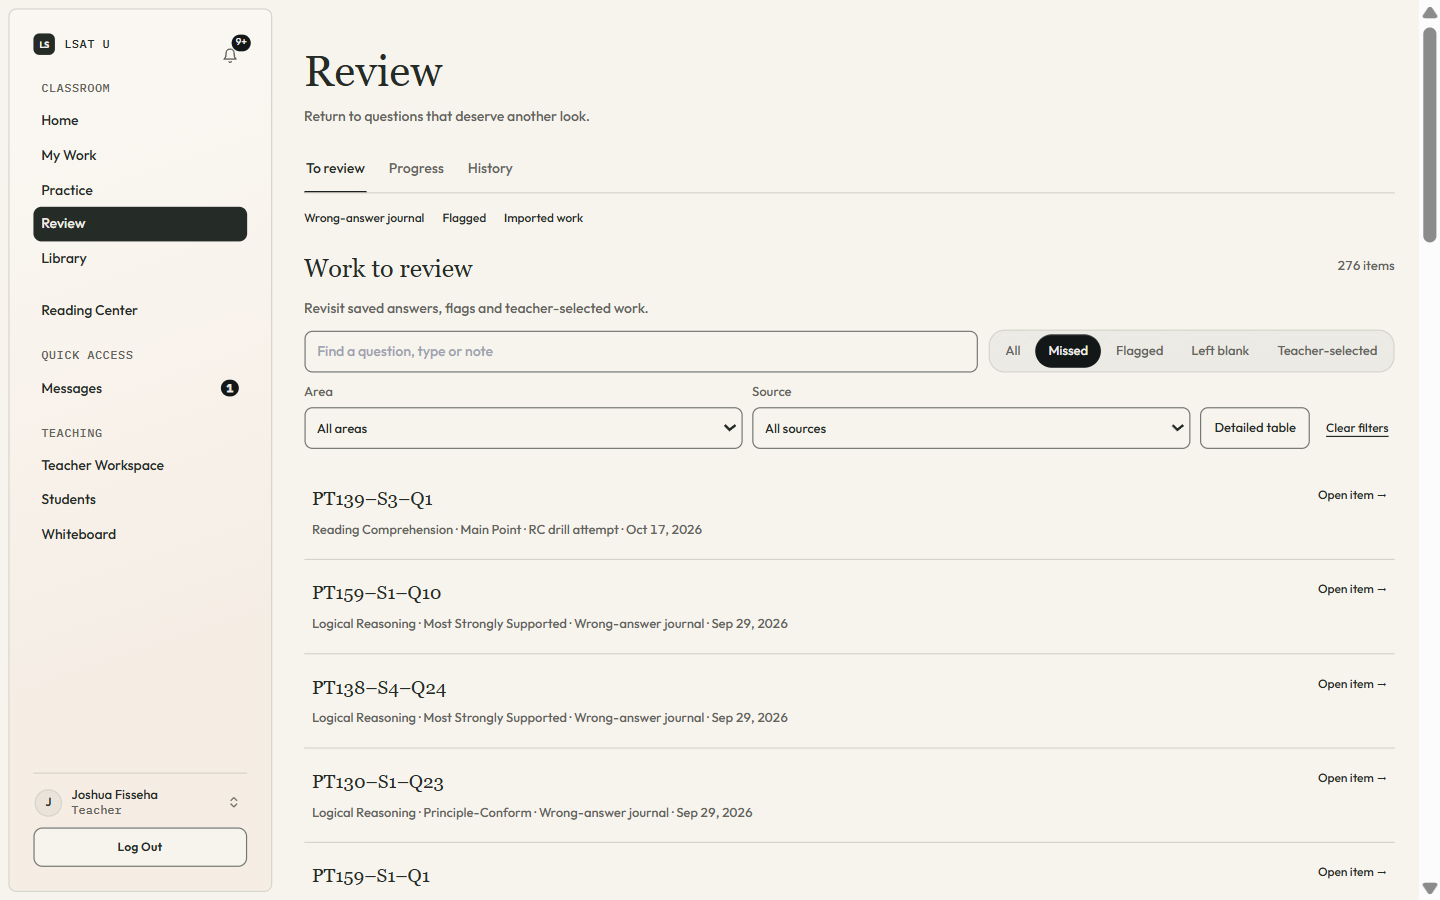 LS LSAT U 9+
CLASSROOM
Home
My Work
Practice
Review
Library
Reading Center
QUICK ACCESS
Messages 1
TEACHING
Teacher Workspace
Students
Whiteboard
J Joshua Fisseha
Teacher
Log Out
Review
Return to questions that deserve another look.
To review Progress History
Wrong-answer journal Flagged Imported work
Work to review 276 items
Revisit saved answers, flags and teacher-selected work.
Find a question, type or note All Missed Flagged Left blank Teacher-selected
Area Source
All areas All sources Detailed table Clear filters
PT139–S3–Q1 Open item →
Reading Comprehension · Main Point · RC drill attempt · Oct 17, 2026
PT159–S1–Q10 Open item →
Logical Reasoning · Most Strongly Supported · Wrong-answer journal · Sep 29, 2026
PT138–S4–Q24 Open item →
Logical Reasoning · Most Strongly Supported · Wrong-answer journal · Sep 29, 2026
PT130–S1–Q23 Open item →
Logical Reasoning · Principle-Conform · Wrong-answer journal · Sep 29, 2026
PT159–S1–Q1 Open item →